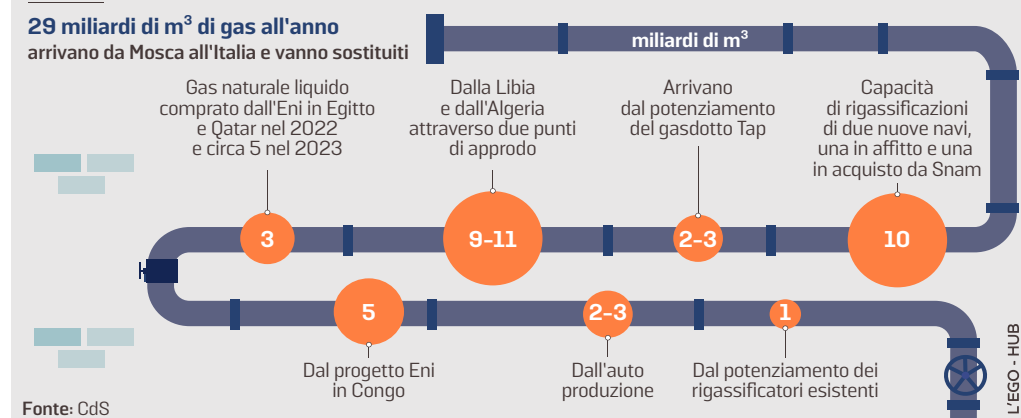 29 miliardi di m³ di gas all'anno
arrivano da Mosca all'Italia e vanno sostituiti
miliardi di m³
Gas naturale liquido
comprato dall'Eni in Egitto
e Qatar nel 2022
e circa 5 nel 2023
3
Dalla Libia
e dall'Algeria
attraverso due punti
di approdo
9-11
Arrivano
dal potenziamento
del gasdotto Tap
2-3
Capacità
di rigassificazioni
di due nuove navi,
una in affitto e una
in acquisto da Snam
10
5
Dal progetto Eni
in Congo
2-3
Dall'auto
produzione
1
Dal potenziamento dei
rigassificatori esistenti
Fonte: CdS
L'EGO - HUB